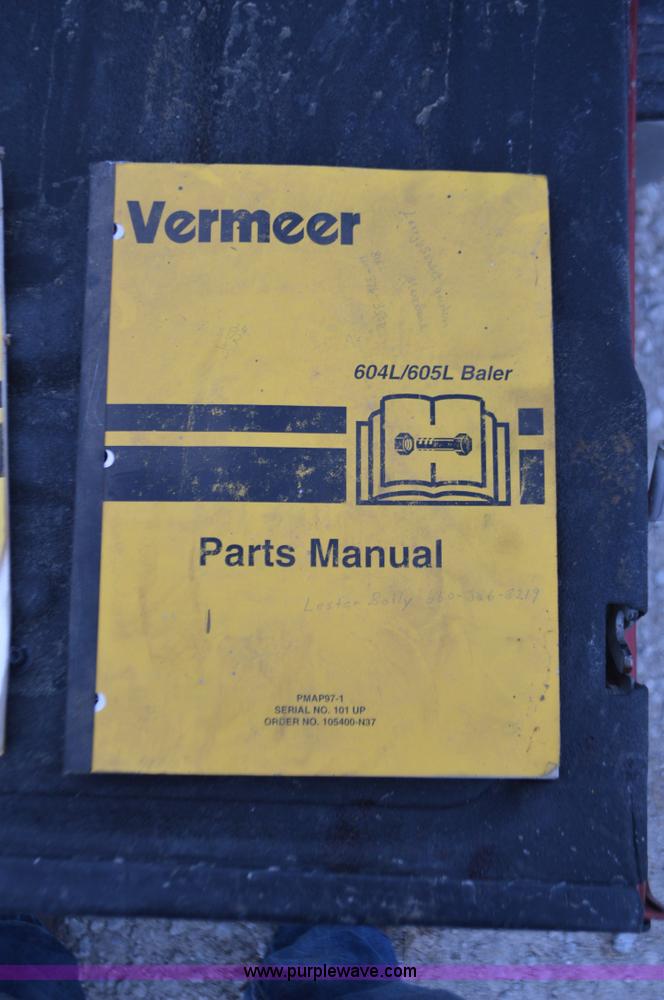 Vermeer
604L/605L Baler
Parts Manual
Lester
PMAP97-1
SERIAL NO. 101 UP
ORDER NO. 105400-N37
www.purplewave.com